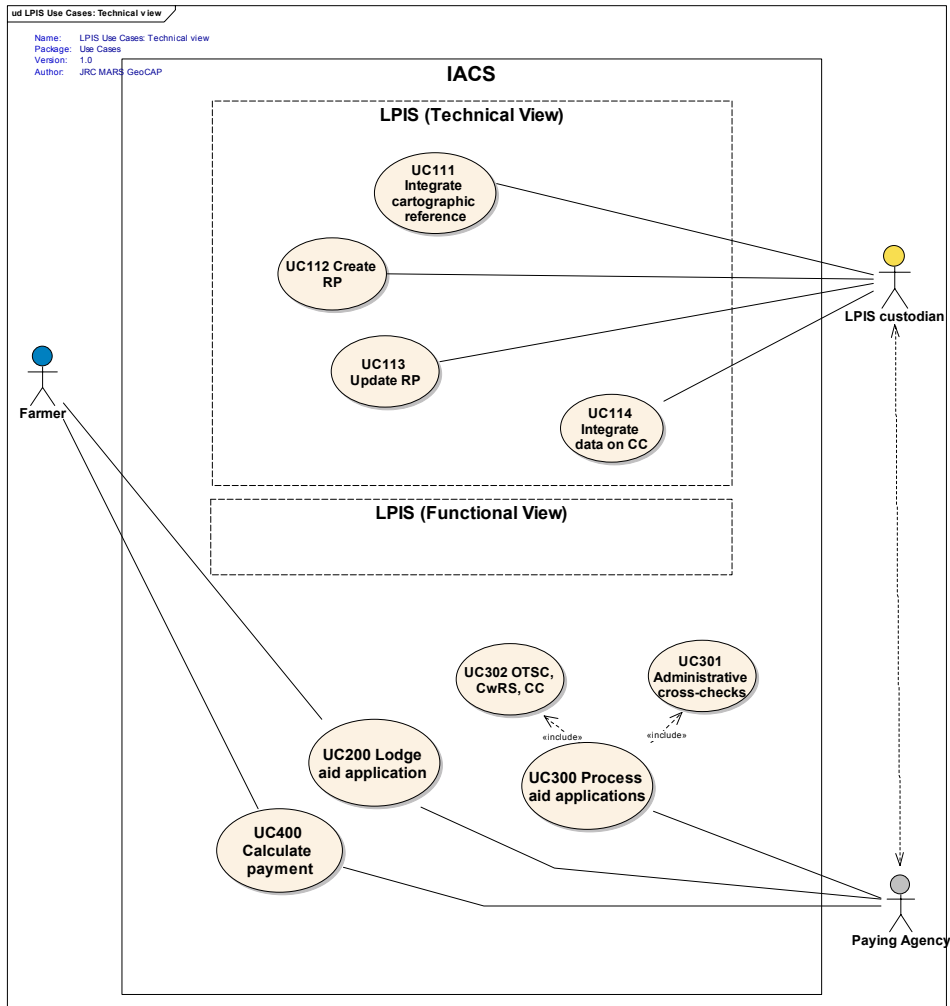 ud LPIS Use Cases: Technical view
Name: LPIS Use Cases: Technical view
Package: Use Cases
Version: 1.0
Author: JRC MARS GeoCAP
IACS
LPIS (Technical View)
UC111
Integrate
cartographic
reference
UC112 Create
RP
UC113
Update RP
UC114
Integrate
data on CC
LPIS custodian
Farmer
LPIS (Functional View)
UC302 OTSC,
CwRS, CC
UC301
Administrative
cross-checks
«include»
«include»
UC200 Lodge
aid application
UC300 Process
aid applications
UC400
Calculate
payment
Paying Agency